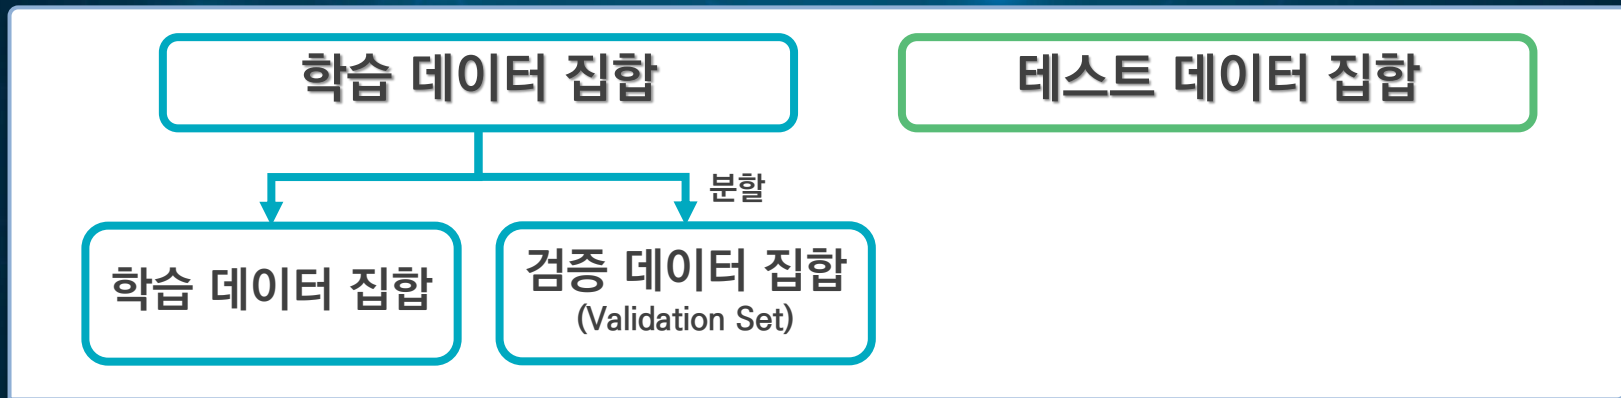 학습 데이터 집합
테스트 데이터 집합
분할
학습 데이터 집합
검증 데이터 집합
(Validation Set)